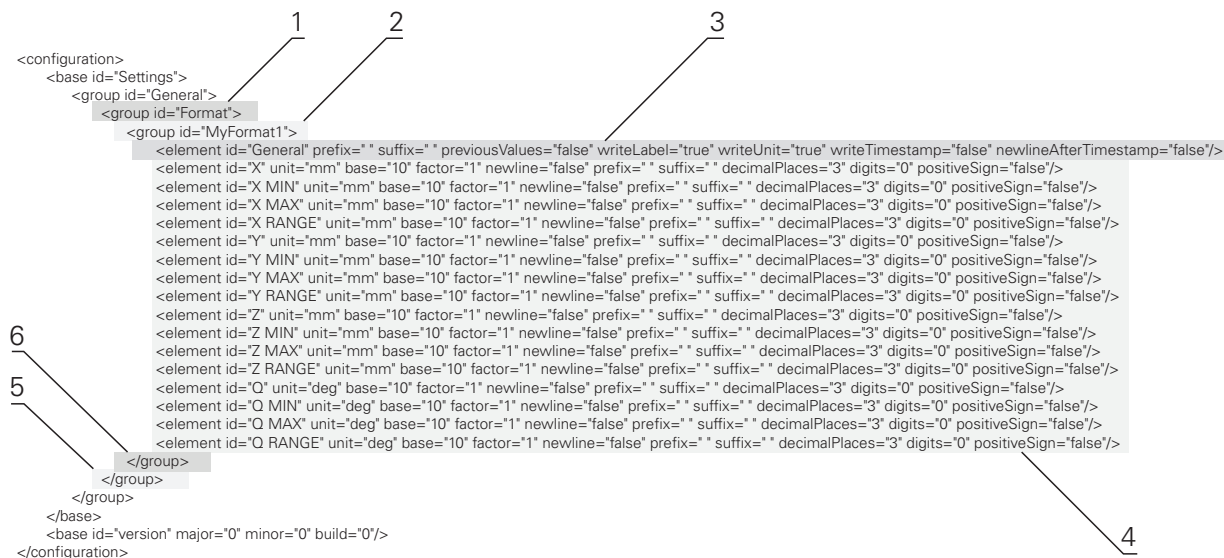 1 2 3
<configuration>
<base id="Settings">
<group id="General">
<group id="Format">
<group id="MyFormat1">
<element id="General" prefix=" " suffix=" " previousValues="false" writeLabel="true" writeUnit="true" writeTimestamp="false" newlineAfterTimestamp="false"/>
<element id="X" unit="mm" base="10" factor="1" newline="false" prefix=" " suffix=" " decimalPlaces="3" digits="0" positiveSign="false"/>
<element id="X MIN" unit="mm" base="10" factor="1" newline="false" prefix=" " suffix=" " decimalPlaces="3" digits="0" positiveSign="false"/>
<element id="X MAX" unit="mm" base="10" factor="1" newline="false" prefix=" " suffix=" " decimalPlaces="3" digits="0" positiveSign="false"/>
<element id="X RANGE" unit="mm" base="10" factor="1" newline="false" prefix=" " suffix=" " decimalPlaces="3" digits="0" positiveSign="false"/>
<element id="Y" unit="mm" base="10" factor="1" newline="false" prefix=" " suffix=" " decimalPlaces="3" digits="0" positiveSign="false"/>
<element id="Y MIN" unit="mm" base="10" factor="1" newline="false" prefix=" " suffix=" " decimalPlaces="3" digits="0" positiveSign="false"/>
<element id="Y MAX" unit="mm" base="10" factor="1" newline="false" prefix=" " suffix=" " decimalPlaces="3" digits="0" positiveSign="false"/>
<element id="Y RANGE" unit="mm" base="10" factor="1" newline="false" prefix=" " suffix=" " decimalPlaces="3" digits="0" positiveSign="false"/>
<element id="Z" unit="mm" base="10" factor="1" newline="false" prefix=" " suffix=" " decimalPlaces="3" digits="0" positiveSign="false"/>
<element id="Z MIN" unit="mm" base="10" factor="1" newline="false" prefix=" " suffix=" " decimalPlaces="3" digits="0" positiveSign="false"/>
<element id="Z MAX" unit="mm" base="10" factor="1" newline="false" prefix=" " suffix=" " decimalPlaces="3" digits="0" positiveSign="false"/>
6
<element id="Z RANGE" unit="mm" base="10" factor="1" newline="false" prefix=" " suffix=" " decimalPlaces="3" digits="0" positiveSign="false"/>
<element id="Q" unit="deg" base="10" factor="1" newline="false" prefix=" " suffix=" " decimalPlaces="3" digits="0" positiveSign="false"/>
5
<element id="Q MIN" unit="deg" base="10" factor="1" newline="false" prefix=" " suffix=" " decimalPlaces="3" digits="0" positiveSign="false"/>
<element id="Q MAX" unit="deg" base="10" factor="1" newline="false" prefix=" " suffix=" " decimalPlaces="3" digits="0" positiveSign="false"/>
<element id="Q RANGE" unit="deg" base="10" factor="1" newline="false" prefix=" " suffix=" " decimalPlaces="3" digits="0" positiveSign="false"/>
</group>
</group>
</group>
</base>
<base id="version" major="0" minor="0" build="0"/>
4
</configuration>